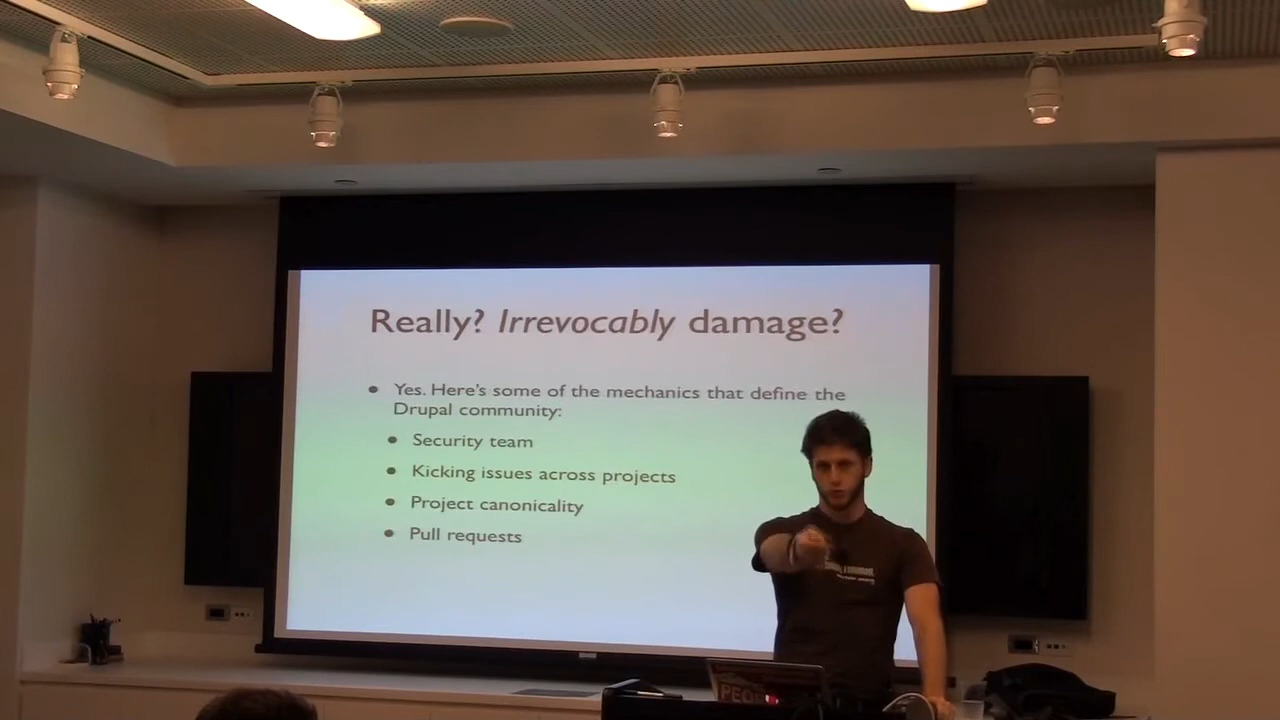 Really? Irrevocably damage?
Yes. Here's some of the mechanics that define the
Drupal community:
Security team
Kicking issues across projects
Project canonicality
Pull requests